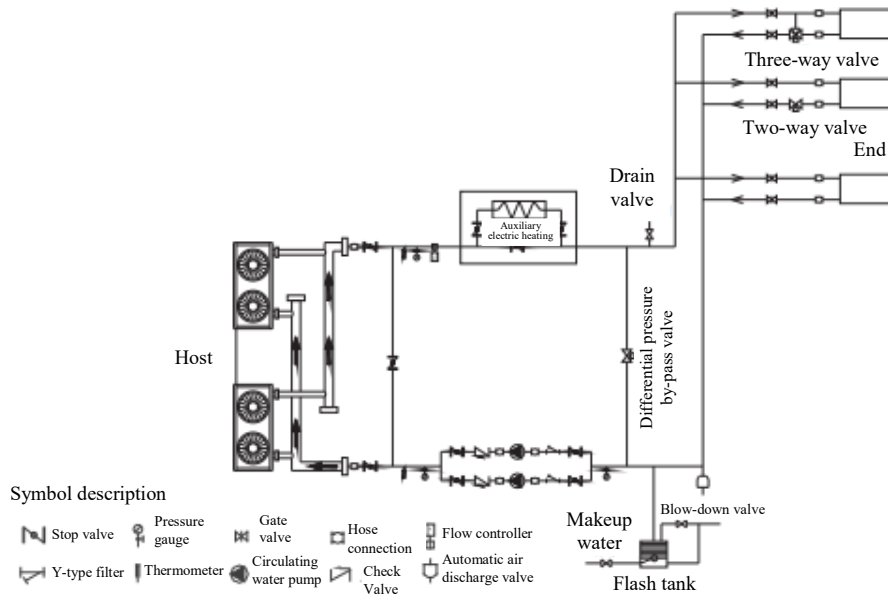 Three-way valve
Two-way valve
End
Drain
valve
Auxiliary
electric heating
Host
Differential pressure
by-pass valve
Symbol description
Makeup
water
Blow-down valve
Flash tank
Stop valve
Pressure
gauge
Gate
valve
Hose
connection
Flow controller
Y-type filter
Thermometer
Circulating
water pump
Check
Valve
Automatic air
discharge valve